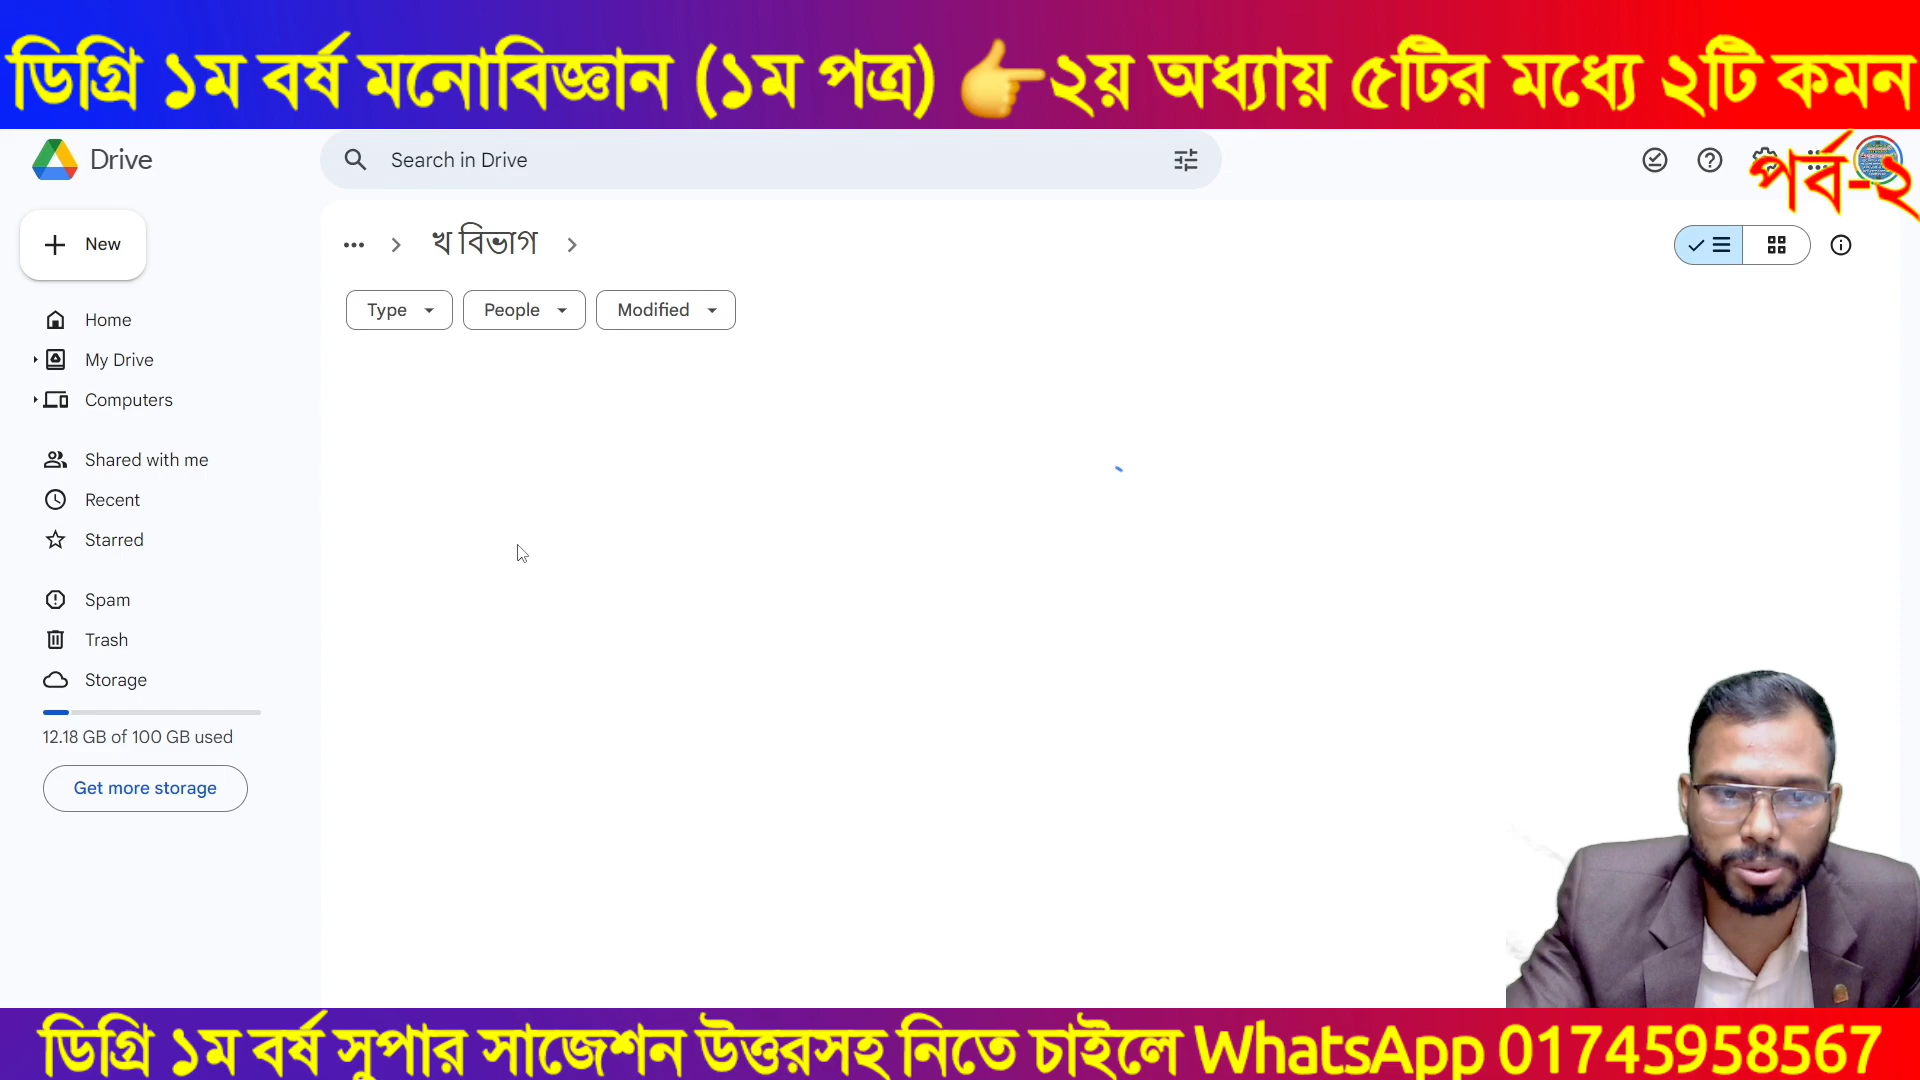 ডিগ্রি ১ম বর্ষ মনোবিজ্ঞান (১ম পত্র) 👉২য় অধ্যায় ৫টির মধ্যে ২টি কমন
পর্ব-২
Drive
Search in Drive
New
খ বিভাগ
Type
People
Modified
Home
My Drive
Computers
Shared with me
Recent
Starred
Spam
Trash
Storage
12.18 GB of 100 GB used
Get more storage
ডিগ্রি ১ম বর্ষ সুপার সাজেশন উত্তরসহ নিতে চাইলে WhatsApp 01745958567